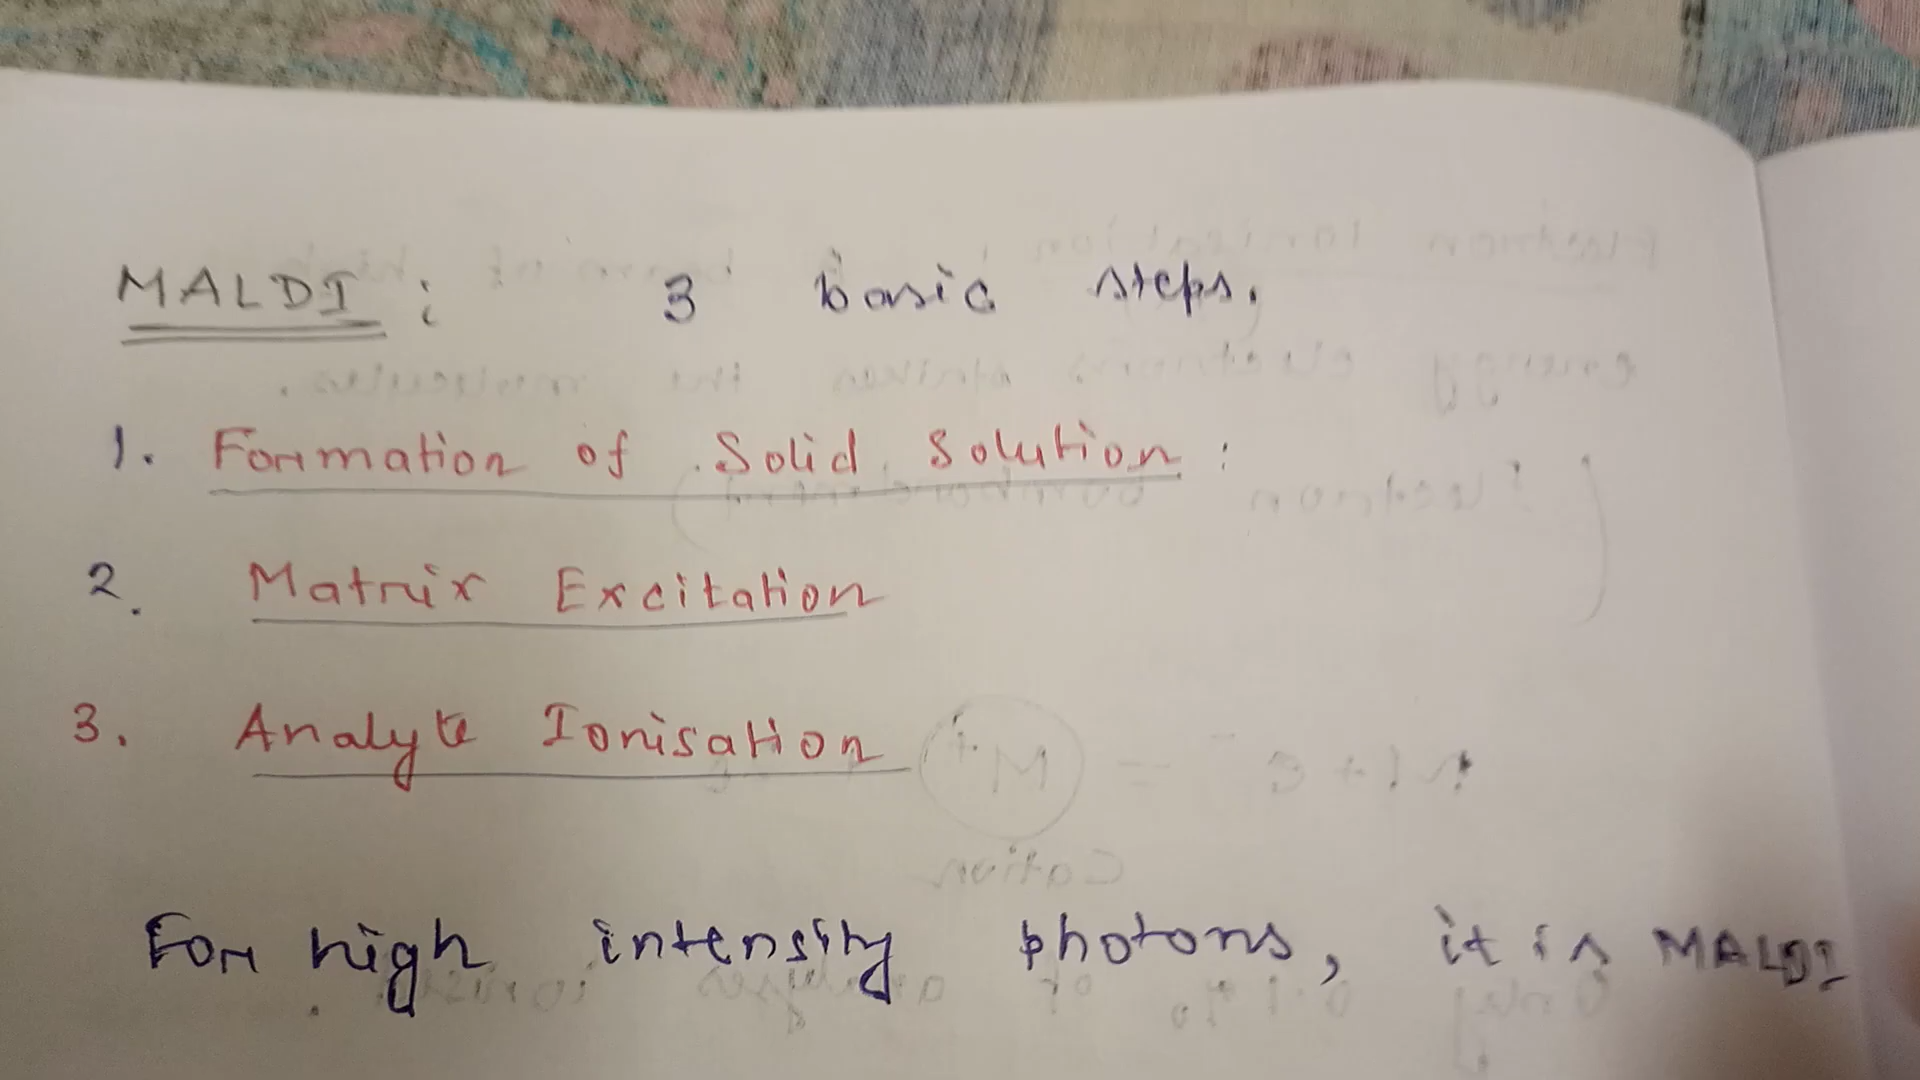 MALDI : 3 basic steps.
1. Formation of Solid Solution :
2. Matrix Excitation
3. Analyte Ionisation
For high intensity photons, it is MALDI